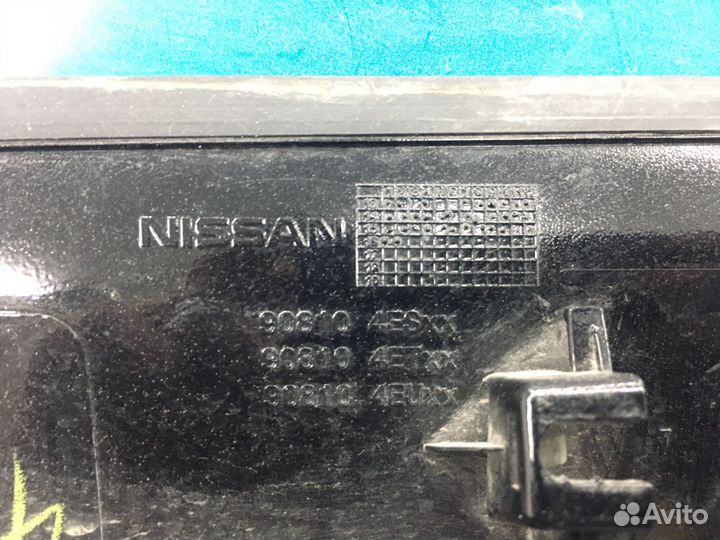 NISSAN
90810 4ESxx
90810 4ETxx
90810 4EUxx
Avito